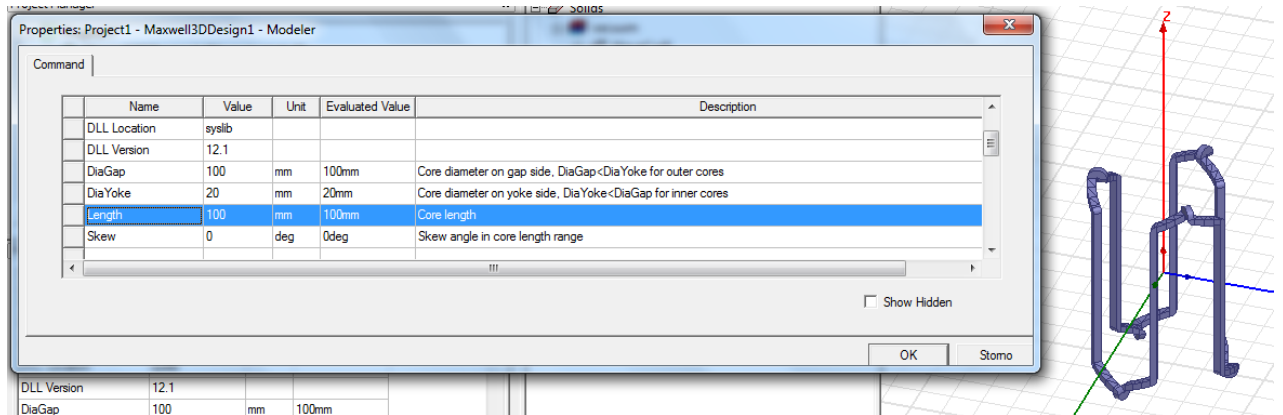 Solids
Properties: Project1 - Maxwell3DDesign1 - Modeler
Command
Name Value Unit Evaluated Value Description
DLL Location syslib
DLL Version 12.1
DiaGap 100 mm 100mm Core diameter on gap side, DiaGap<DiaYoke for outer cores
DiaYoke 20 mm 20mm Core diameter on yoke side, DiaYoke<DiaGap for inner cores
Length 100 mm 100mm Core length
Skew 0 deg 0deg Skew angle in core length range
Show Hidden
OK Storno
DLL Version 12.1
DiaGap 100 mm 100mm
Z